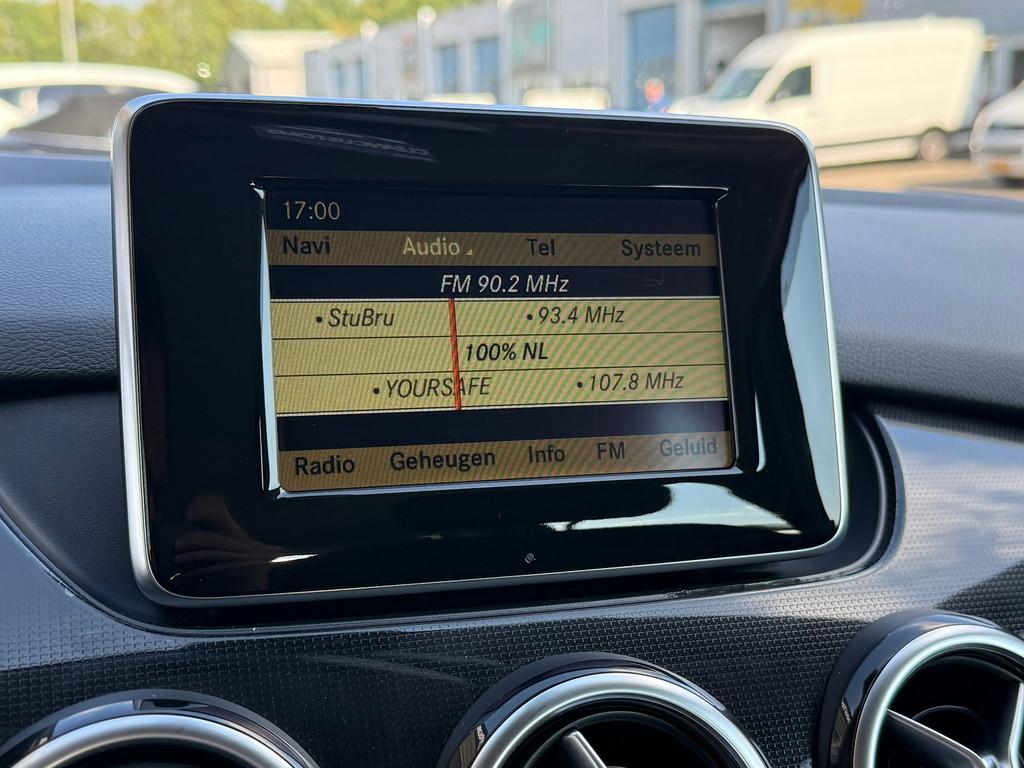 17:00
Navi Audio Tel Systeem
FM 90.2 MHz
•StuBru •93.4 MHz
100% NL
•YOURSAFE •107.8 MHz
Radio Geheugen Info FM Geluid